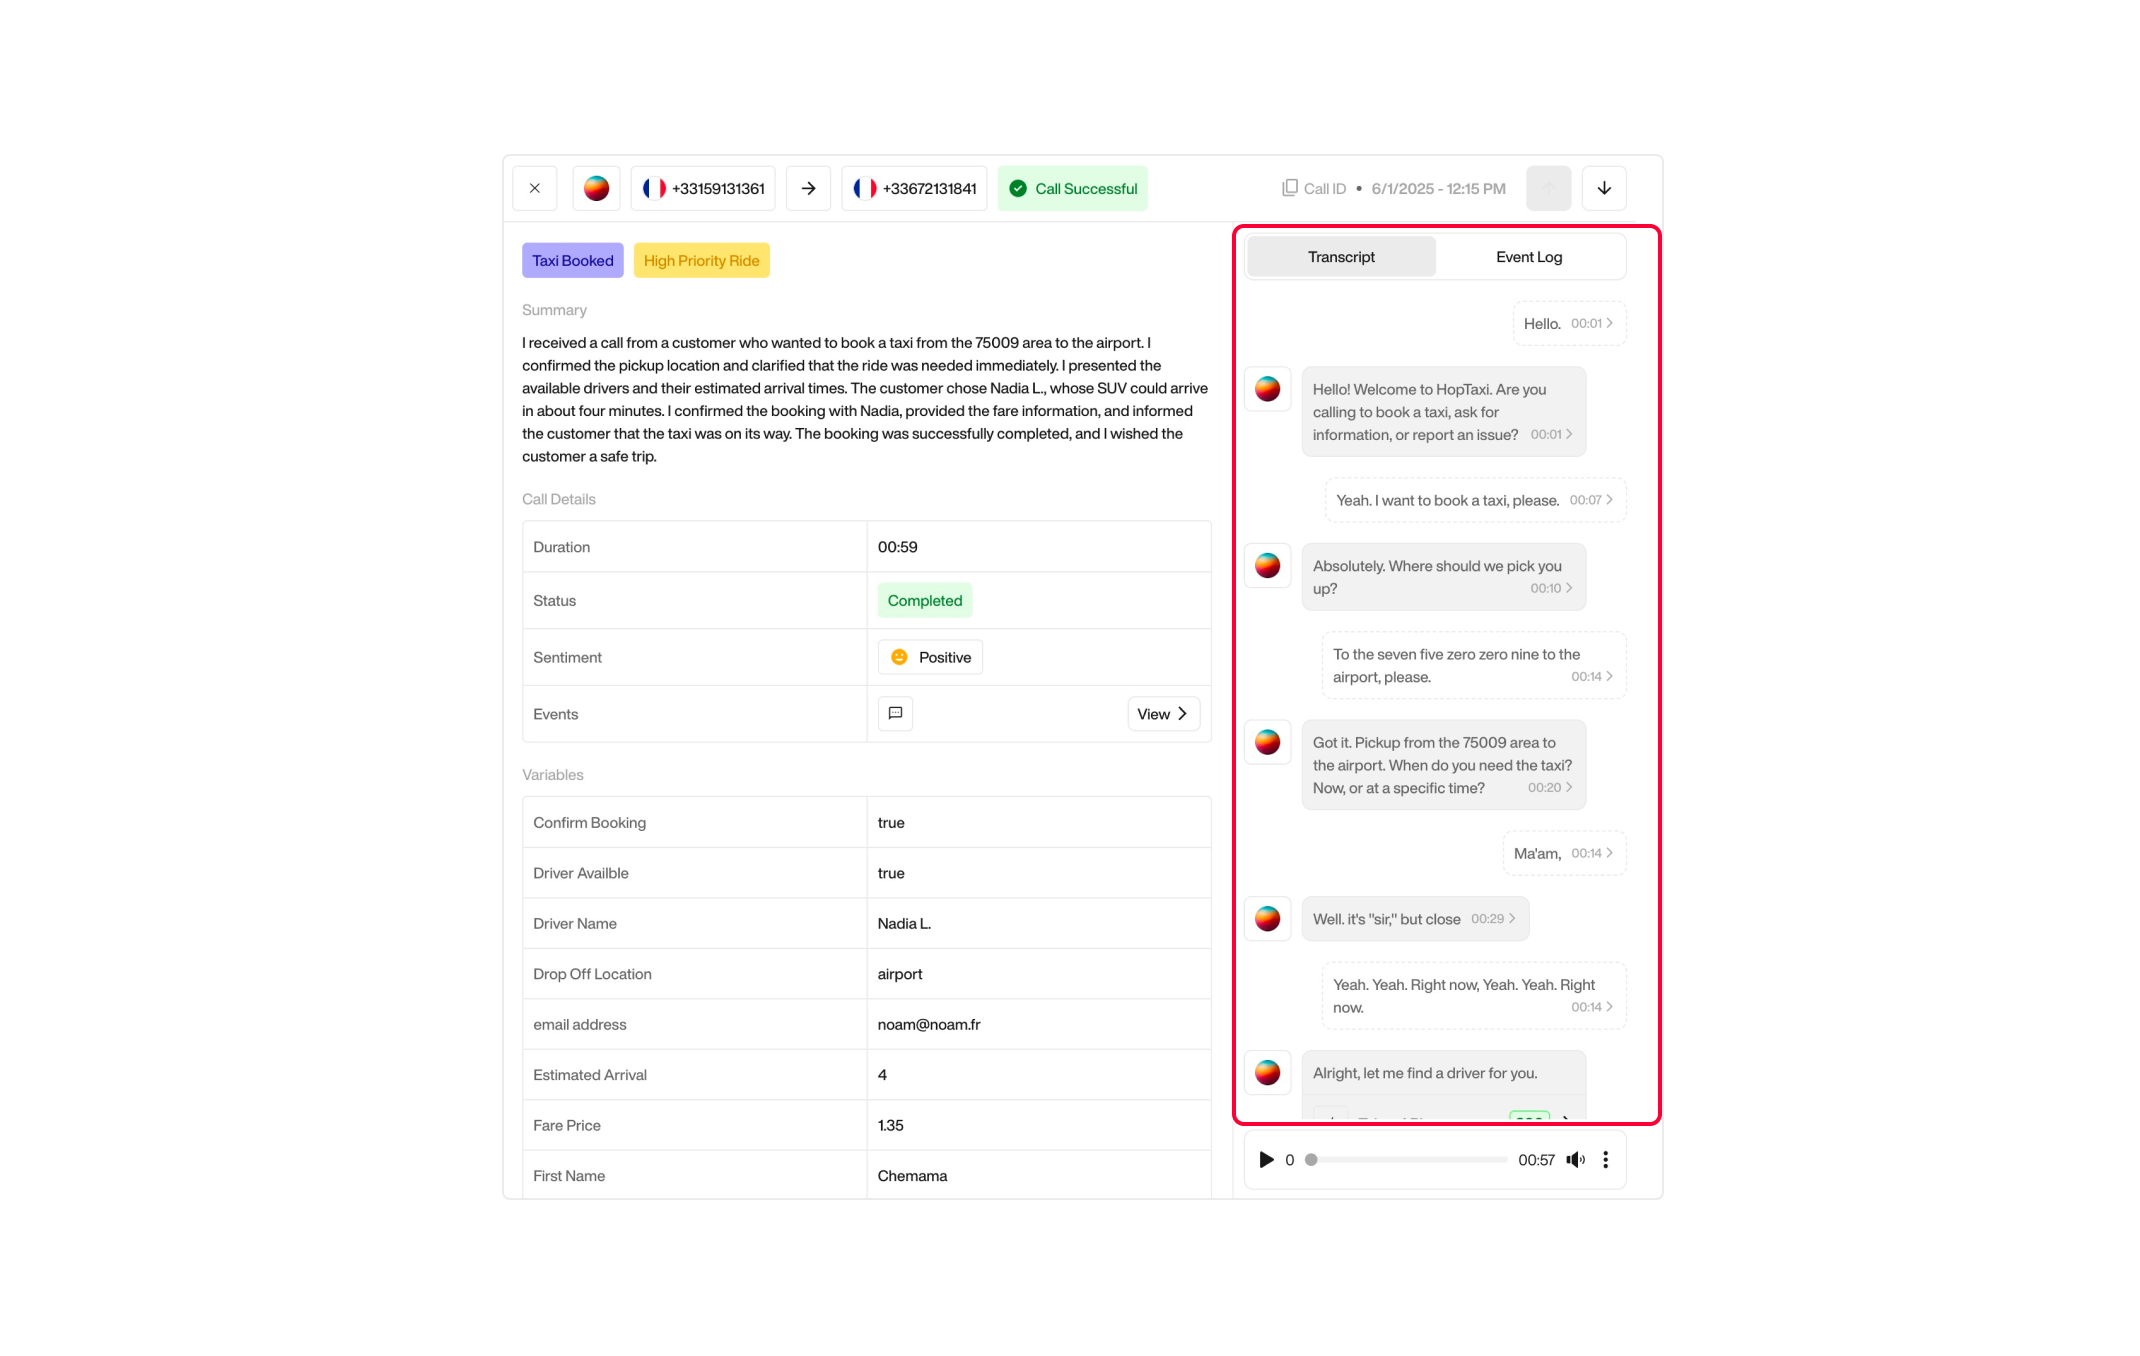 +33159131361
+33672131841
Call Successful
Call ID • 6/1/2025 - 12:15 PM
Taxi Booked
High Priority Ride
Summary
I received a call from a customer who wanted to book a taxi from the 75009 area to the airport. I
confirmed the pickup location and clarified that the ride was needed immediately. I presented the
available drivers and their estimated arrival times. The customer chose Nadia L., whose SUV could arrive
in about four minutes. I confirmed the booking with Nadia, provided the fare information, and informed
the customer that the taxi was on its way. The booking was successfully completed, and I wished the
customer a safe trip.
Call Details
Duration 00:59
Status Completed
Sentiment Positive
Events View
Variables
Confirm Booking true
Driver Availble true
Driver Name Nadia L.
Drop Off Location airport
email address noam@noam.fr
Estimated Arrival 4
Fare Price 1.35
First Name Chemama
Transcript
Event Log
Hello. 00:01
Hello! Welcome to HopTaxi. Are you
calling to book a taxi, ask for
information, or report an issue? 00:01
Yeah. I want to book a taxi, please. 00:07
Absolutely. Where should we pick you
up? 00:10
To the seven five zero zero nine to the
airport, please. 00:14
Got it. Pickup from the 75009 area to
the airport. When do you need the taxi?
Now, or at a specific time? 00:20
Ma'am, 00:14
Well. it's "sir," but close 00:29
Yeah. Yeah. Right now, Yeah. Yeah. Right
now. 00:14
Alright, let me find a driver for you.
0
00:57